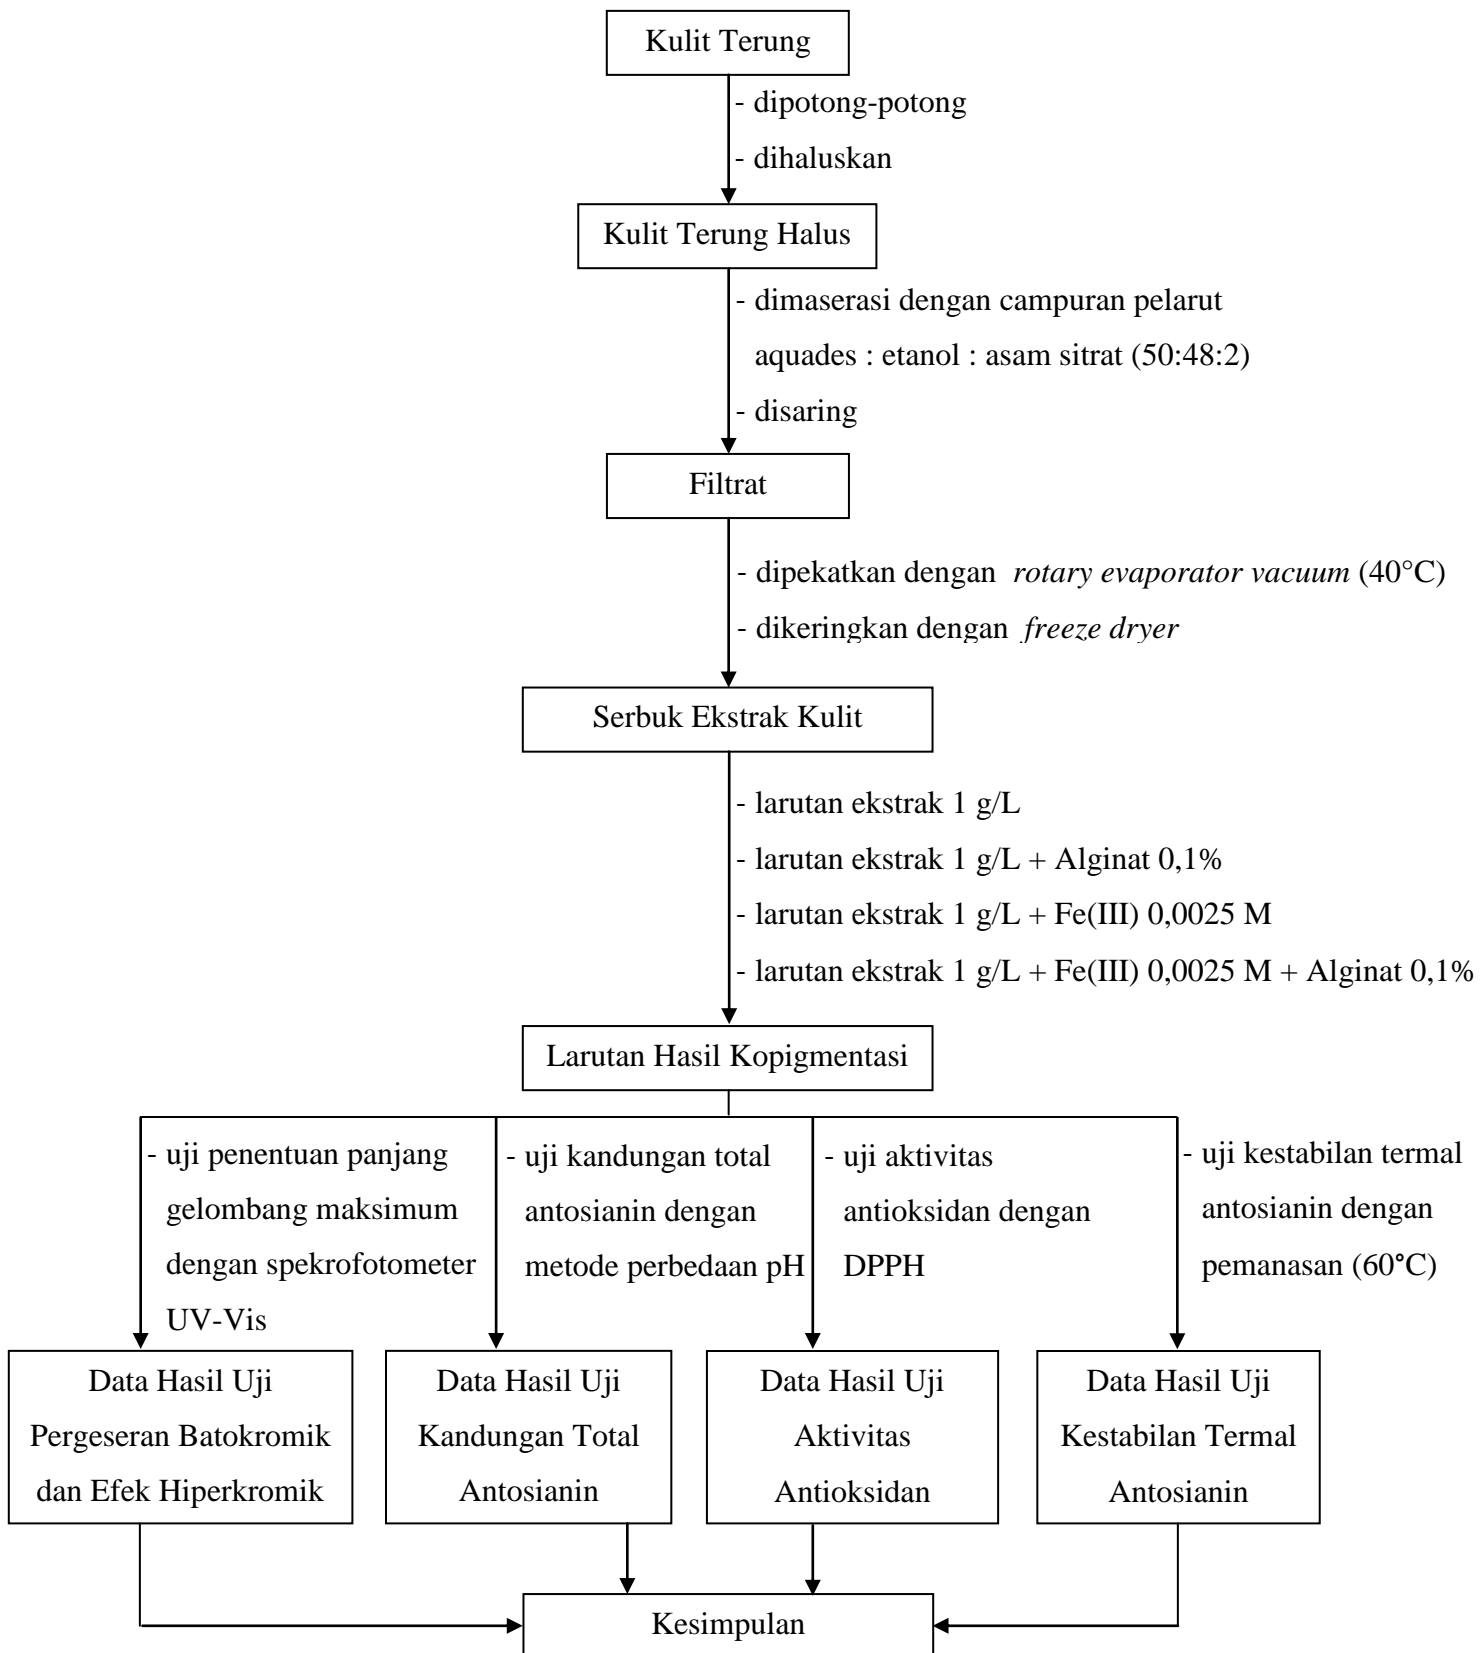 Kulit Terung
- dipotong-potong
- dihaluskan
Kulit Terung Halus
- dimaserasi dengan campuran pelarut
aquades : etanol : asam sitrat (50:48:2)
- disaring
Filtrat
- dipekatkan dengan rotary evaporator vacuum (40°C)
- dikeringkan dengan freeze dryer
Serbuk Ekstrak Kulit
- larutan ekstrak 1 g/L
- larutan ekstrak 1 g/L + Alginat 0,1%
- larutan ekstrak 1 g/L + Fe(III) 0,0025 M
- larutan ekstrak 1 g/L + Fe(III) 0,0025 M + Alginat 0,1%
Larutan Hasil Kopigmentasi
- uji penentuan panjang
gelombang maksimum
dengan spekrofotometer
UV-Vis
- uji kandungan total
antosianin dengan
metode perbedaan pH
- uji aktivitas
antioksidan dengan
DPPH
- uji kestabilan termal
antosianin dengan
pemanasan (60°C)
Data Hasil Uji
Pergeseran Batokromik
dan Efek Hiperkromik
Data Hasil Uji
Kandungan Total
Antosianin
Data Hasil Uji
Aktivitas
Antioksidan
Data Hasil Uji
Kestabilan Termal
Antosianin
Kesimpulan